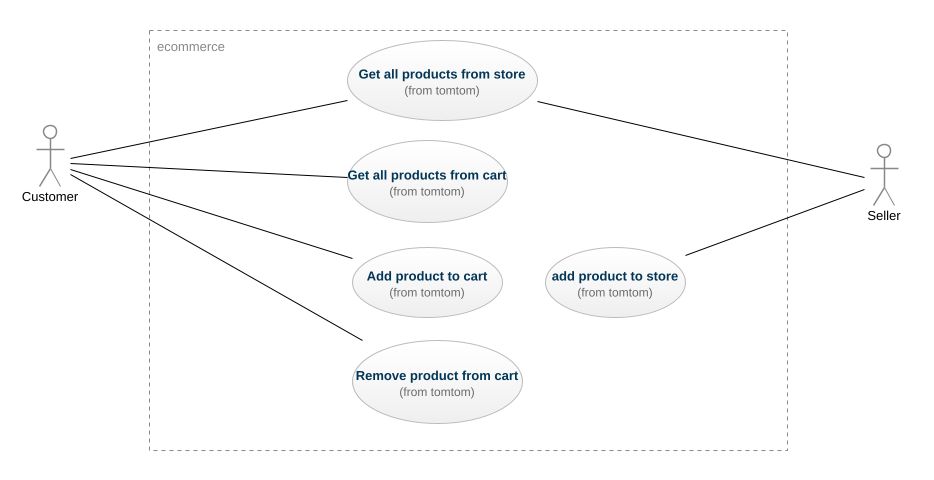 ecommerce
Get all products from store
(from tomtom)
Get all products from cart
(from tomtom)
Customer
Seller
Add product to cart
(from tomtom)
add product to store
(from tomtom)
Remove product from cart
(from tomtom)